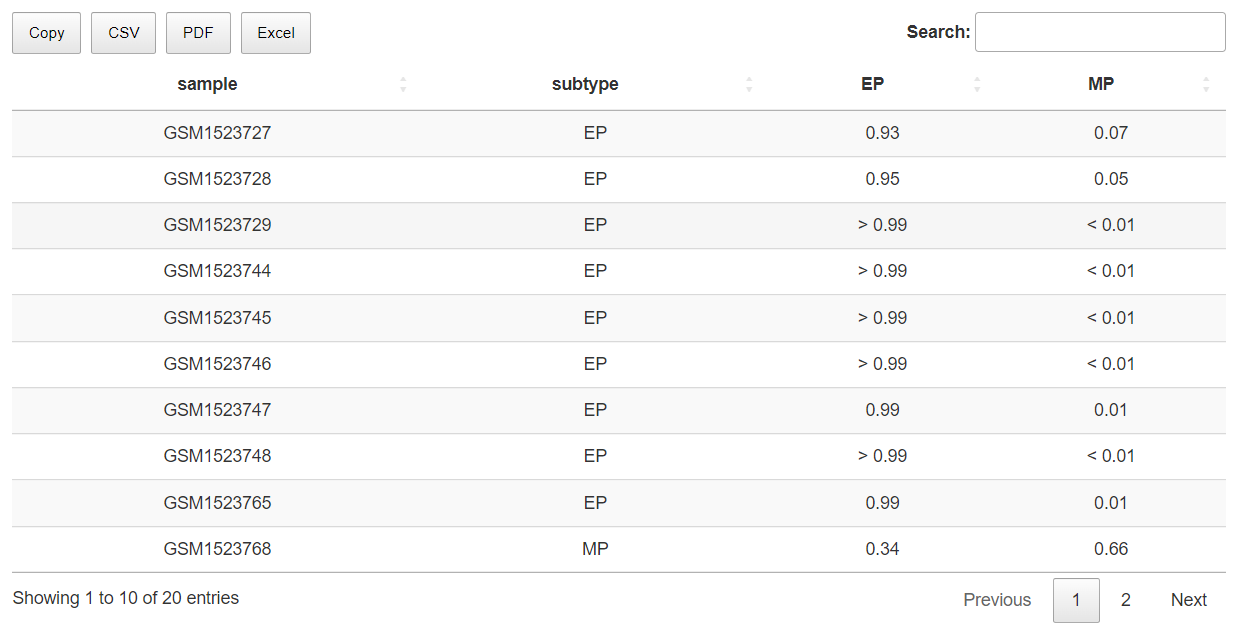 Copy CSV PDF Excel Search:
sample subtype EP MP
GSM1523727 EP 0.93 0.07
GSM1523728 EP 0.95 0.05
GSM1523729 EP > 0.99 < 0.01
GSM1523744 EP > 0.99 < 0.01
GSM1523745 EP > 0.99 < 0.01
GSM1523746 EP > 0.99 < 0.01
GSM1523747 EP 0.99 0.01
GSM1523748 EP > 0.99 < 0.01
GSM1523765 EP 0.99 0.01
GSM1523768 MP 0.34 0.66
Showing 1 to 10 of 20 entries Previous 1 2 Next